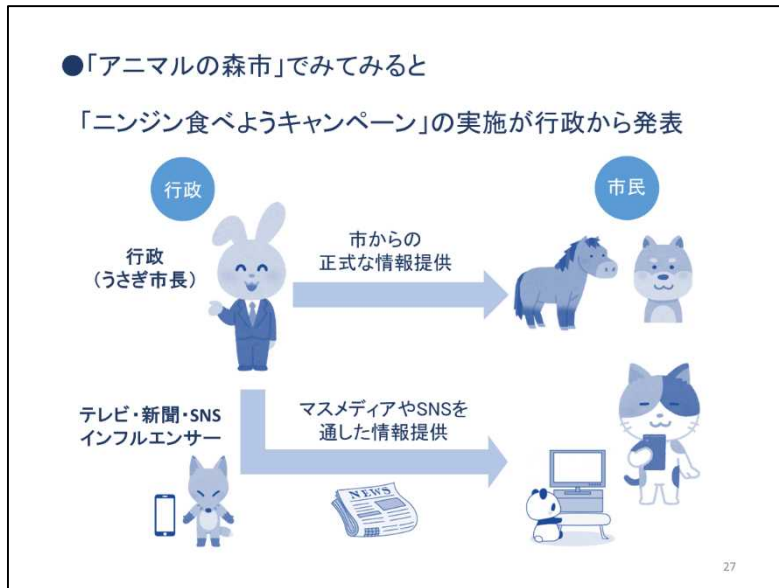 ●「アニマルの森市」でみてみると
「ニンジン食べようキャンペーン」の実施が行政から発表
行政
市民
行政
(うさぎ市長)
市からの
正式な情報提供
テレビ・新聞・SNS
インフルエンサー
マスメディアやSNSを
通した情報提供
NEWS
27